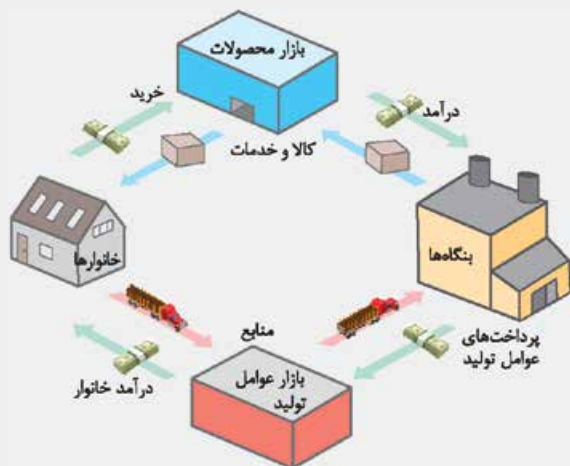 بازار محصولات
خرید
درآمد
کالا و خدمات
خانوارها
بنگاه‌ها
منابع
پرداخت‌های
عوامل تولید
درآمد خانوار
بازار عوامل
تولید